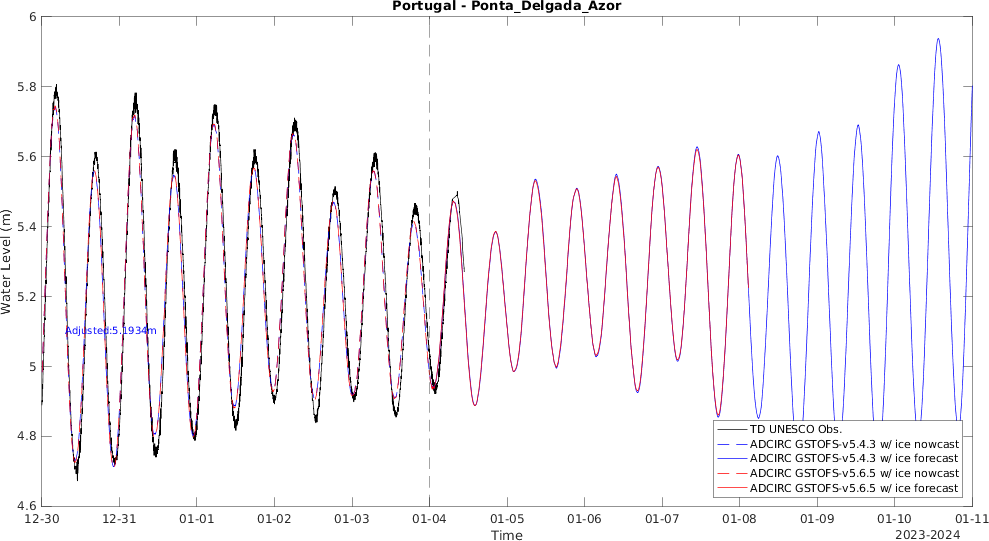 Portugal - Ponta_Delgada_Azor
6
5.8
5.6
5.4
5.2
5
4.8
4.6
Water Level (m)
Adjusted:5.1934m
TD UNESCO Obs.
ADCIRC GSTOFS-v5.4.3 w/ ice nowcast
ADCIRC GSTOFS-v5.4.3 w/ ice forecast
ADCIRC GSTOFS-v5.6.5 w/ ice nowcast
ADCIRC GSTOFS-v5.6.5 w/ ice forecast
12-30 12-31 01-01 01-02 01-03 01-04 01-05 01-06 01-07 01-08 01-09 01-10 01-11
Time
2023-2024